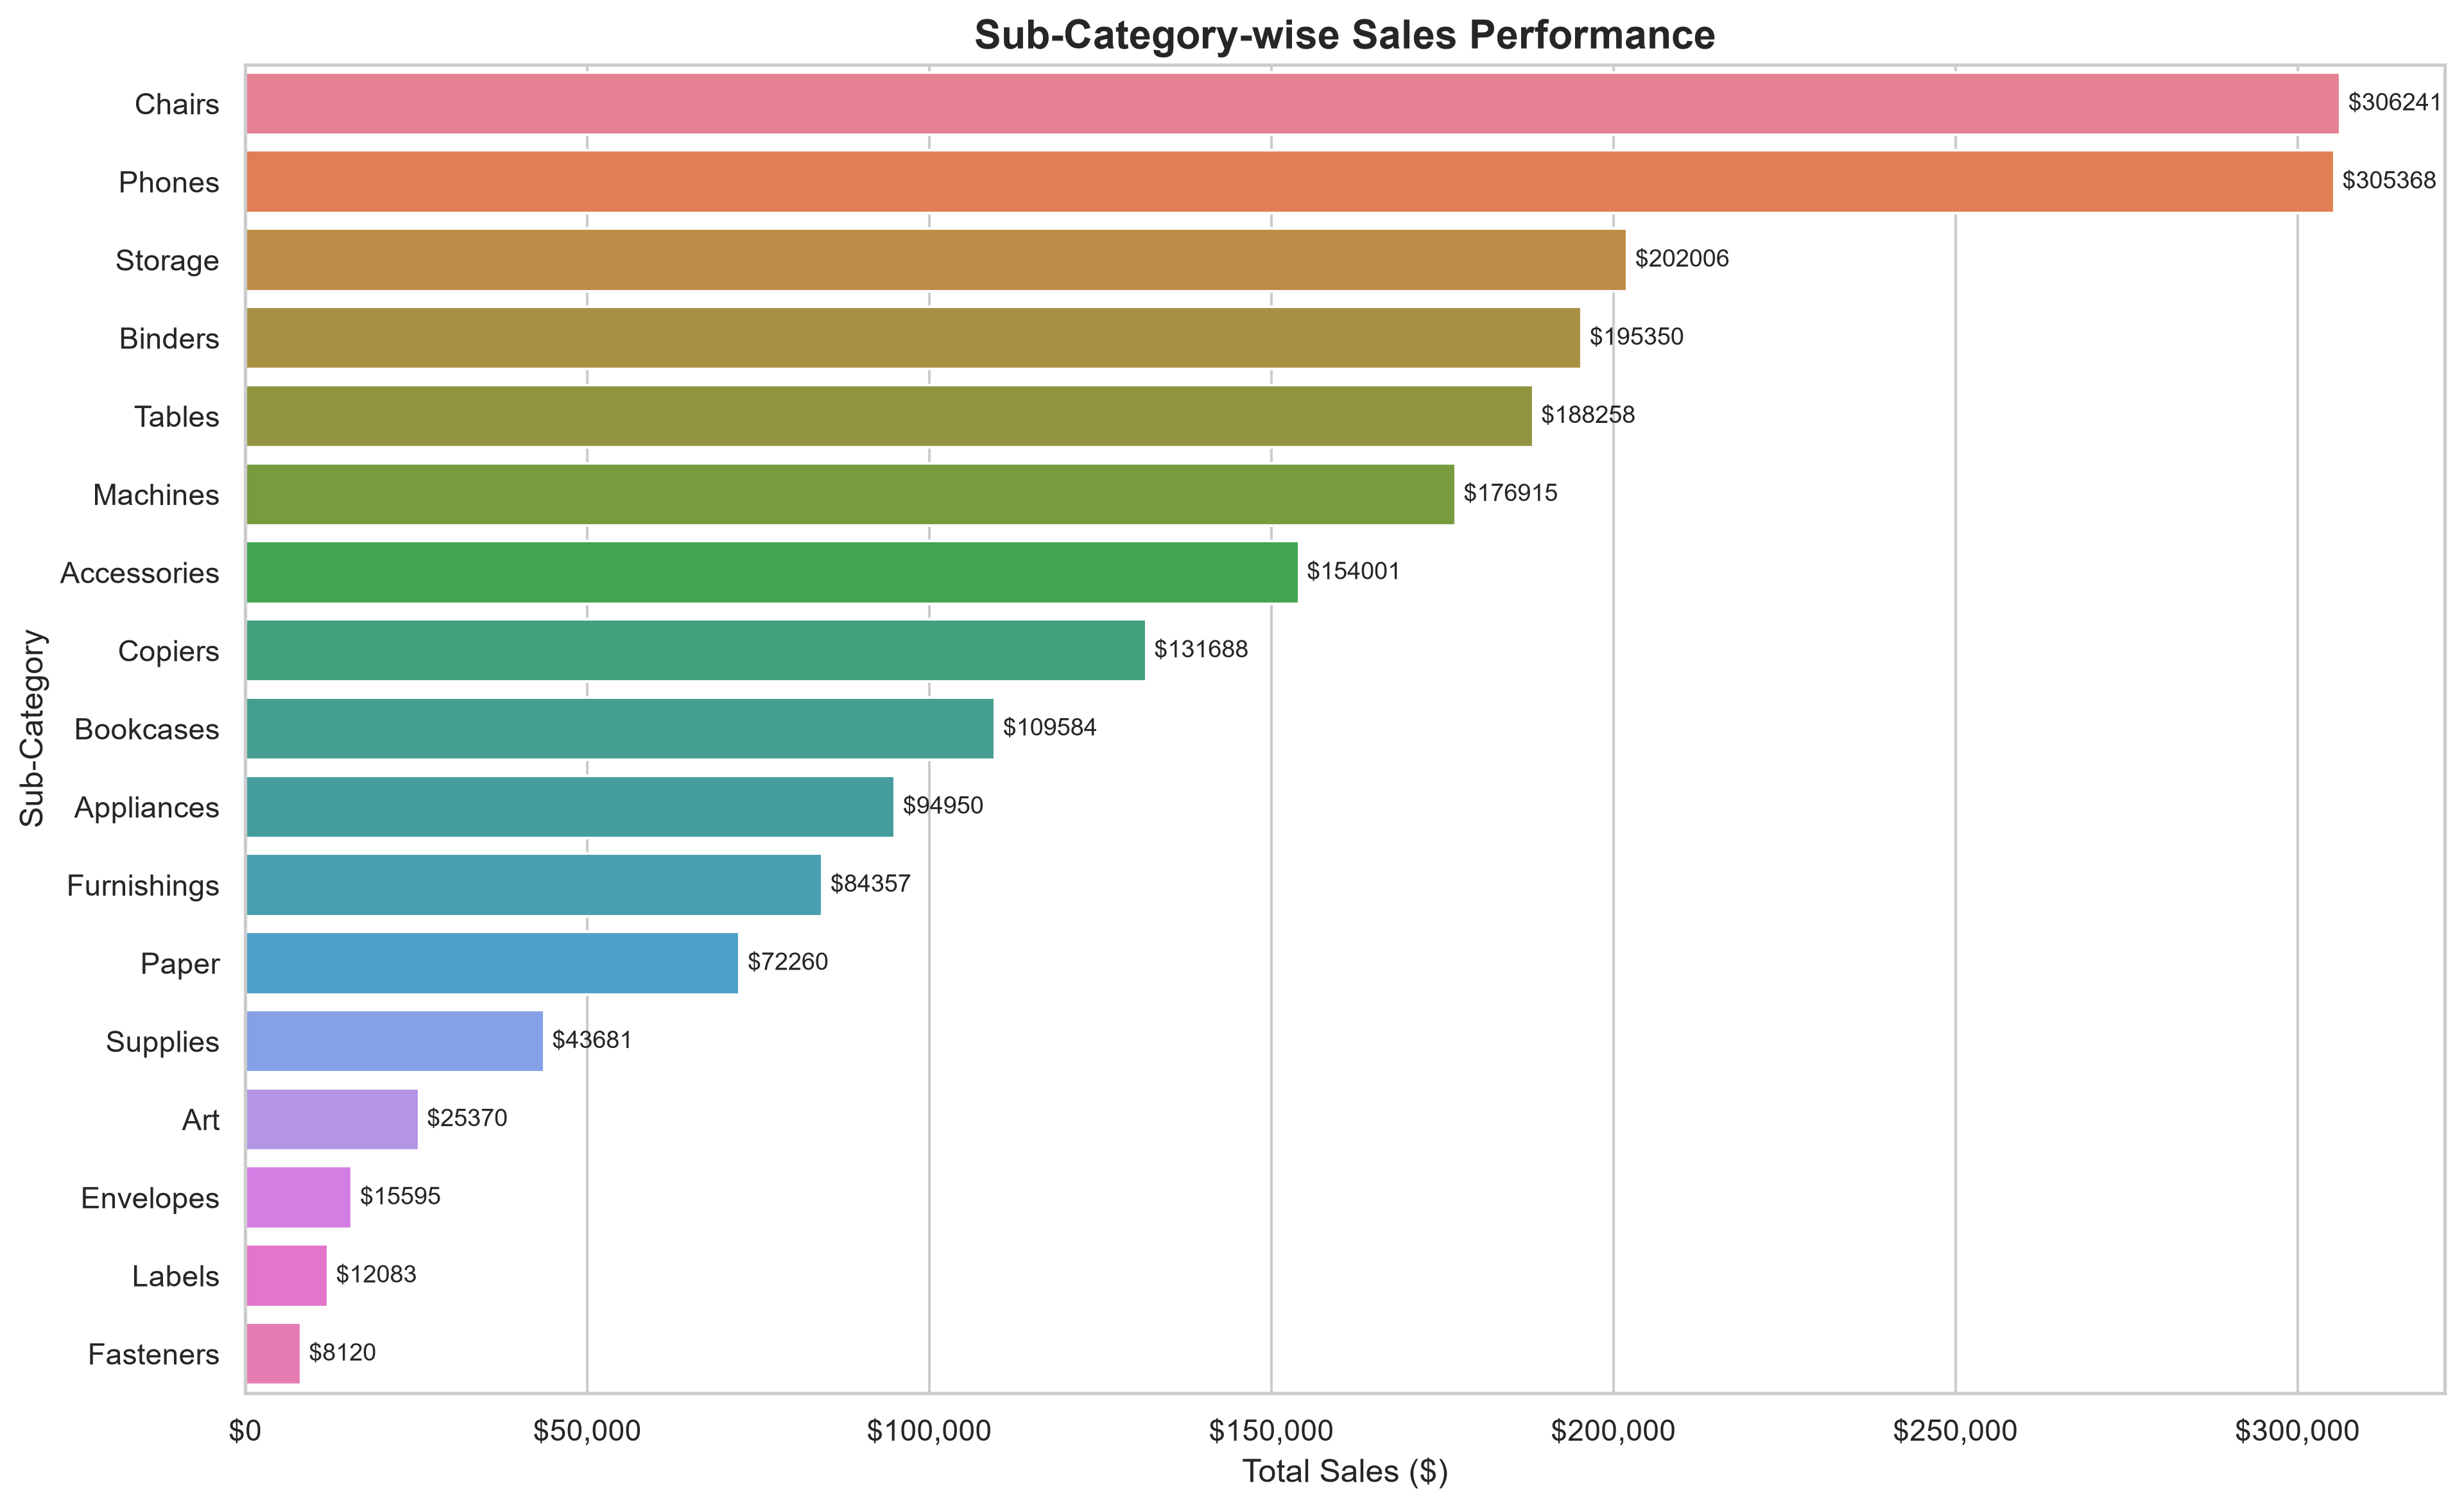 Sub-Category-wise Sales Performance
Chairs $306241
Phones $305368
Storage $202006
Binders $195350
Tables $188258
Machines $176915
Accessories $154001
Copiers $131688
Bookcases $109584
Appliances $94950
Furnishings $84357
Paper $72260
Supplies $43681
Art $25370
Envelopes $15595
Labels $12083
Fasteners $8120
Sub-Category
$0 $50,000 $100,000 $150,000 $200,000 $250,000 $300,000
Total Sales ($)